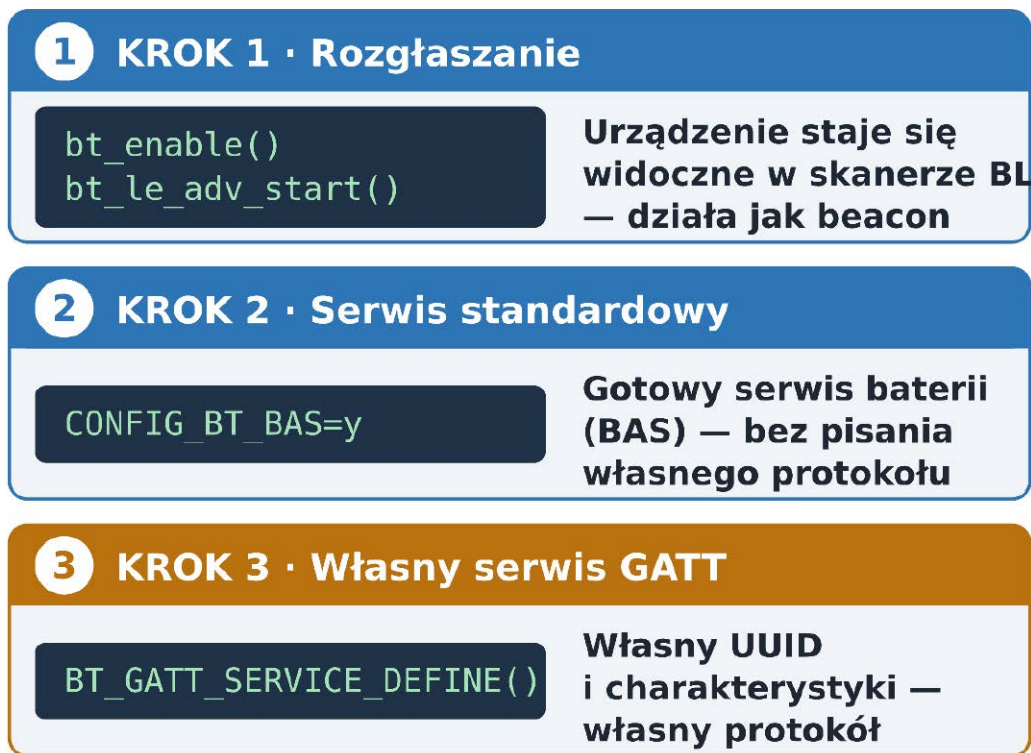 1 KROK 1 · Rozgłaszanie
bt_enable()
bt_le_adv_start()
Urządzenie staje się
widoczne w skanerze BL
— działa jak beacon
2 KROK 2 · Serwis standardowy
CONFIG_BT_BAS=y
Gotowy serwis baterii
(BAS) — bez pisania
własnego protokołu
3 KROK 3 · Własny serwis GATT
BT_GATT_SERVICE_DEFINE()
Własny UUID
i charakterystyki —
własny protokół